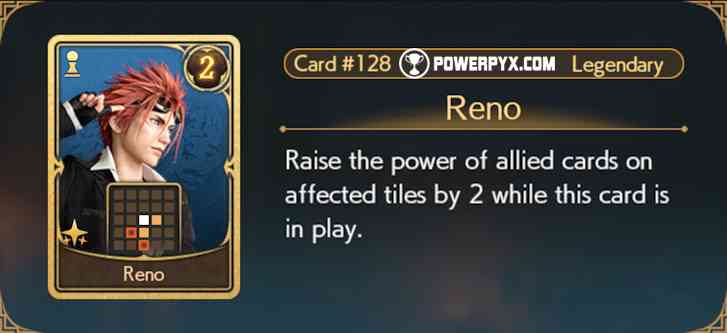 2
Reno
Card #128 POWERPYX.COM Legendary
Reno
Raise the power of allied cards on
affected tiles by 2 while this card is
in play.